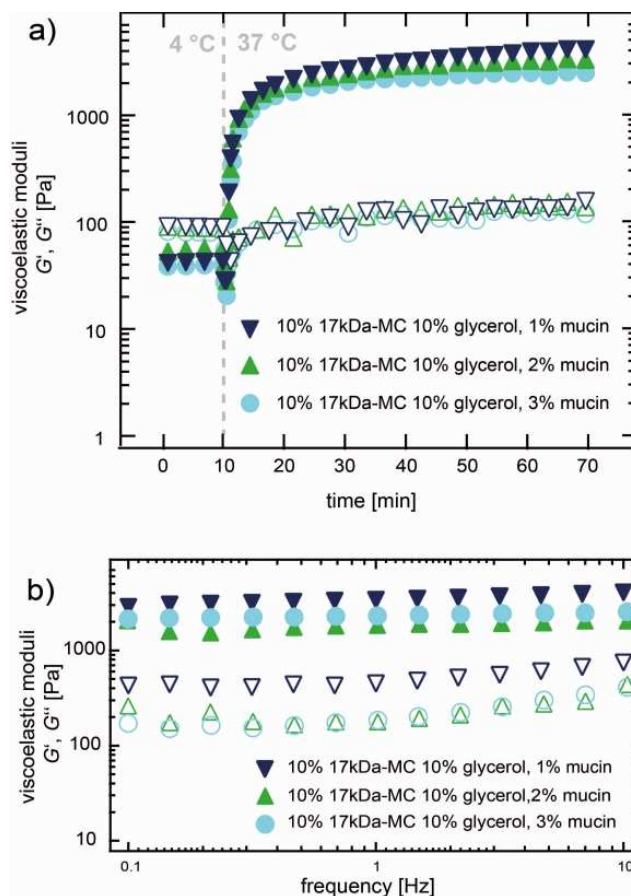 a)
4 °C 37 °C
1000
100
10
1
viscoelastic moduli
G', G'' [Pa]
10% 17kDa-MC 10% glycerol, 1% mucin
10% 17kDa-MC 10% glycerol, 2% mucin
10% 17kDa-MC 10% glycerol, 3% mucin
0 10 20 30 40 50 60 70
time [min]
b)
1000
100
10
viscoelastic moduli
G', G'' [Pa]
10% 17kDa-MC 10% glycerol, 1% mucin
10% 17kDa-MC 10% glycerol,2% mucin
10% 17kDa-MC 10% glycerol, 3% mucin
0.1 1 10
frequency [Hz]